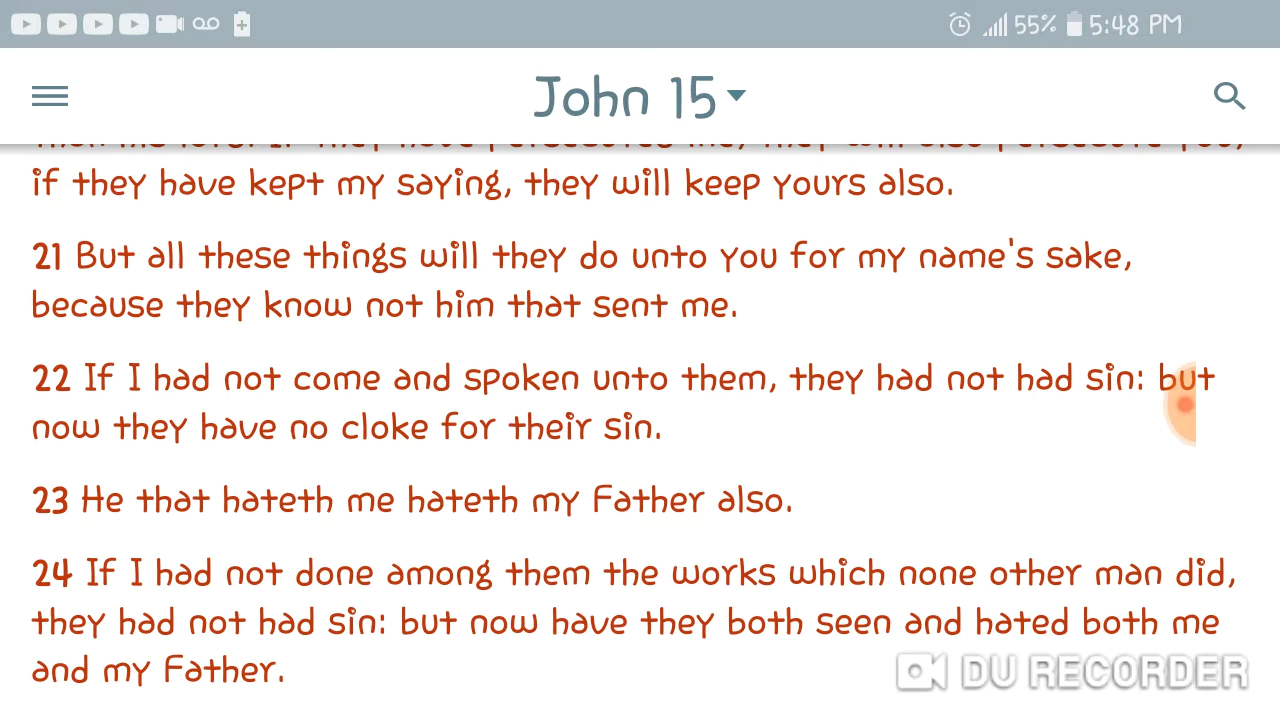 55% 5:48 PM
John 15
if they have kept my saying, they will keep yours also.
21 But all these things will they do unto you for my name's sake,
because they know not him that sent me.
22 If I had not come and spoken unto them, they had not had sin: but
now they have no cloke for their sin.
23 He that hateth me hateth my Father also.
24 If I had not done among them the works which none other man did,
they had not had sin: but now have they both seen and hated both me
and my Father.
DU RECORDER